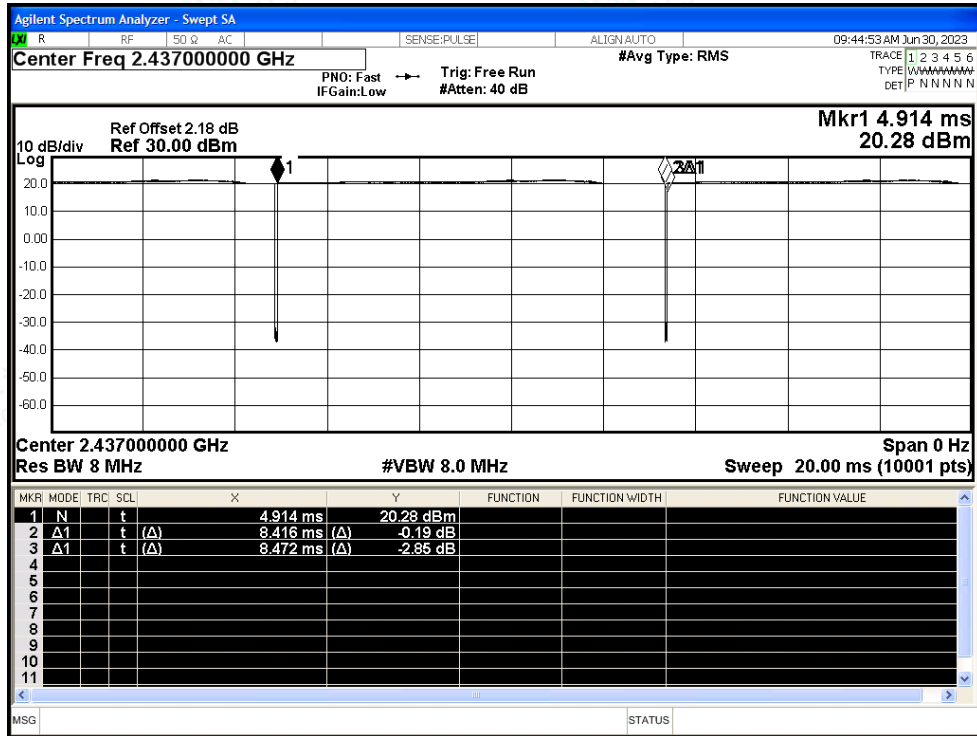 Agilent Spectrum Analyzer - Swept SA
LXI R RF 50 Ω AC SENSE:PULSE ALIGN AUTO 09:44:53 AM Jun 30, 2023
Center Freq 2.437000000 GHz #Avg Type: RMS TRACE 1 2 3 4 5 6
PNO: Fast Trig: Free Run TYPE WWWWWW
IFGain:Low #Atten: 40 dB DET P N N N N N
Mkr1 4.914 ms
Ref Offset 2.18 dB
10 dB/div Ref 30.00 dBm 20.28 dBm
Log
1
20.0
10.0
0.00
-10.0
-20.0
-30.0
-40.0
-50.0
-60.0
Center 2.437000000 GHz Span 0 Hz
Res BW 8 MHz #VBW 8.0 MHz Sweep 20.00 ms (10001 pts)
MKR MODE TRC SCL X Y FUNCTION FUNCTION WIDTH FUNCTION VALUE
1 N t 4.914 ms 20.28 dBm
2 Δ1 t (Δ) 8.416 ms (Δ) -0.19 dB
3 Δ1 t (Δ) 8.472 ms (Δ) -2.85 dB
4
5
6
7
8
9
10
11
MSG STATUS